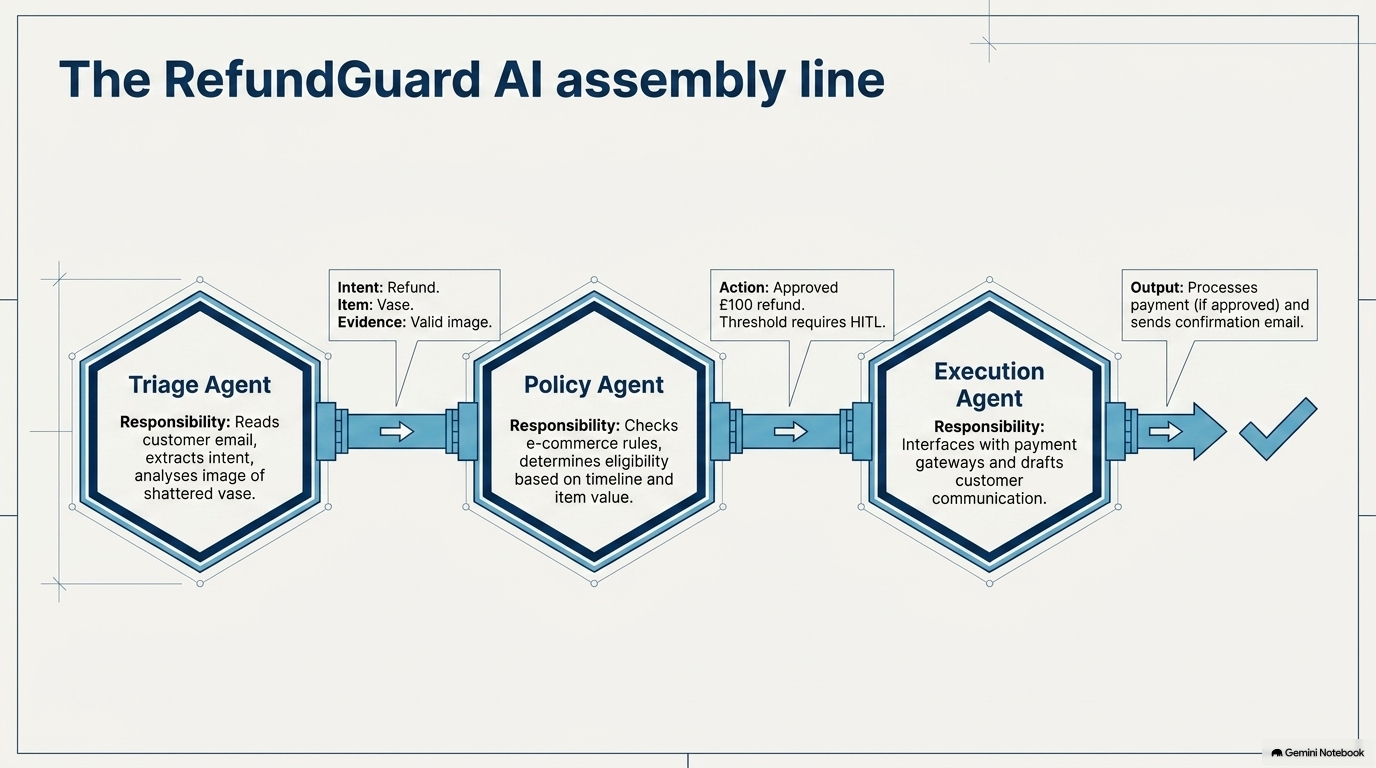 The RefundGuard AI assembly line
Triage Agent
Responsibility: Reads
customer email,
extracts intent,
analyses image of
shattered vase.
Intent: Refund.
Item: Vase.
Evidence: Valid image.
Policy Agent
Responsibility: Checks
e-commerce rules,
determines eligibility
based on timeline and
item value.
Action: Approved
£100 refund.
Threshold requires HITL.
Execution
Agent
Responsibility:
Interfaces with payment
gateways and drafts
customer
communication.
Output: Processes
payment (if approved) and
sends confirmation email.
Gemini Notebook